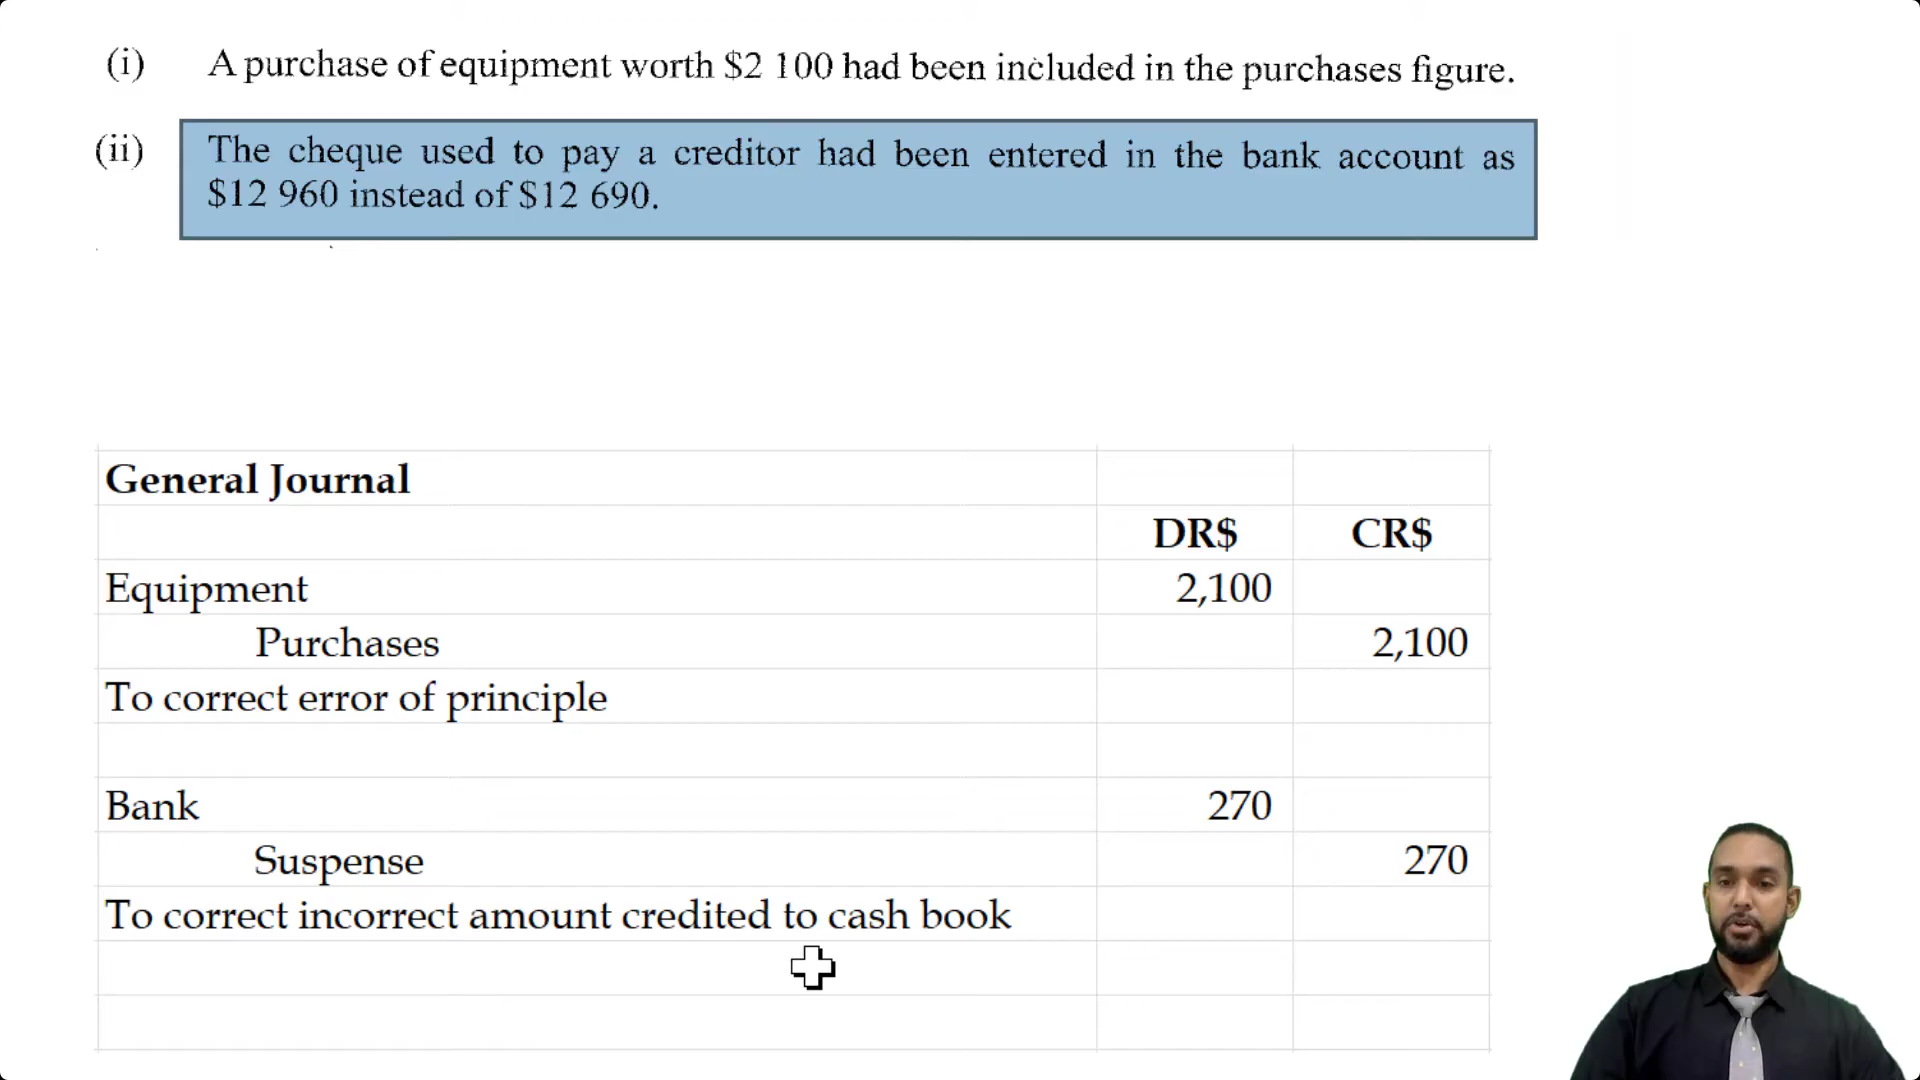 (i) A purchase of equipment worth $2 100 had been included in the purchases figure.
(ii) The cheque used to pay a creditor had been entered in the bank account as
$12 960 instead of $12 690.
General Journal
DR$ CR$
Equipment 2,100
Purchases 2,100
To correct error of principle
Bank 270
Suspense 270
To correct incorrect amount credited to cash book